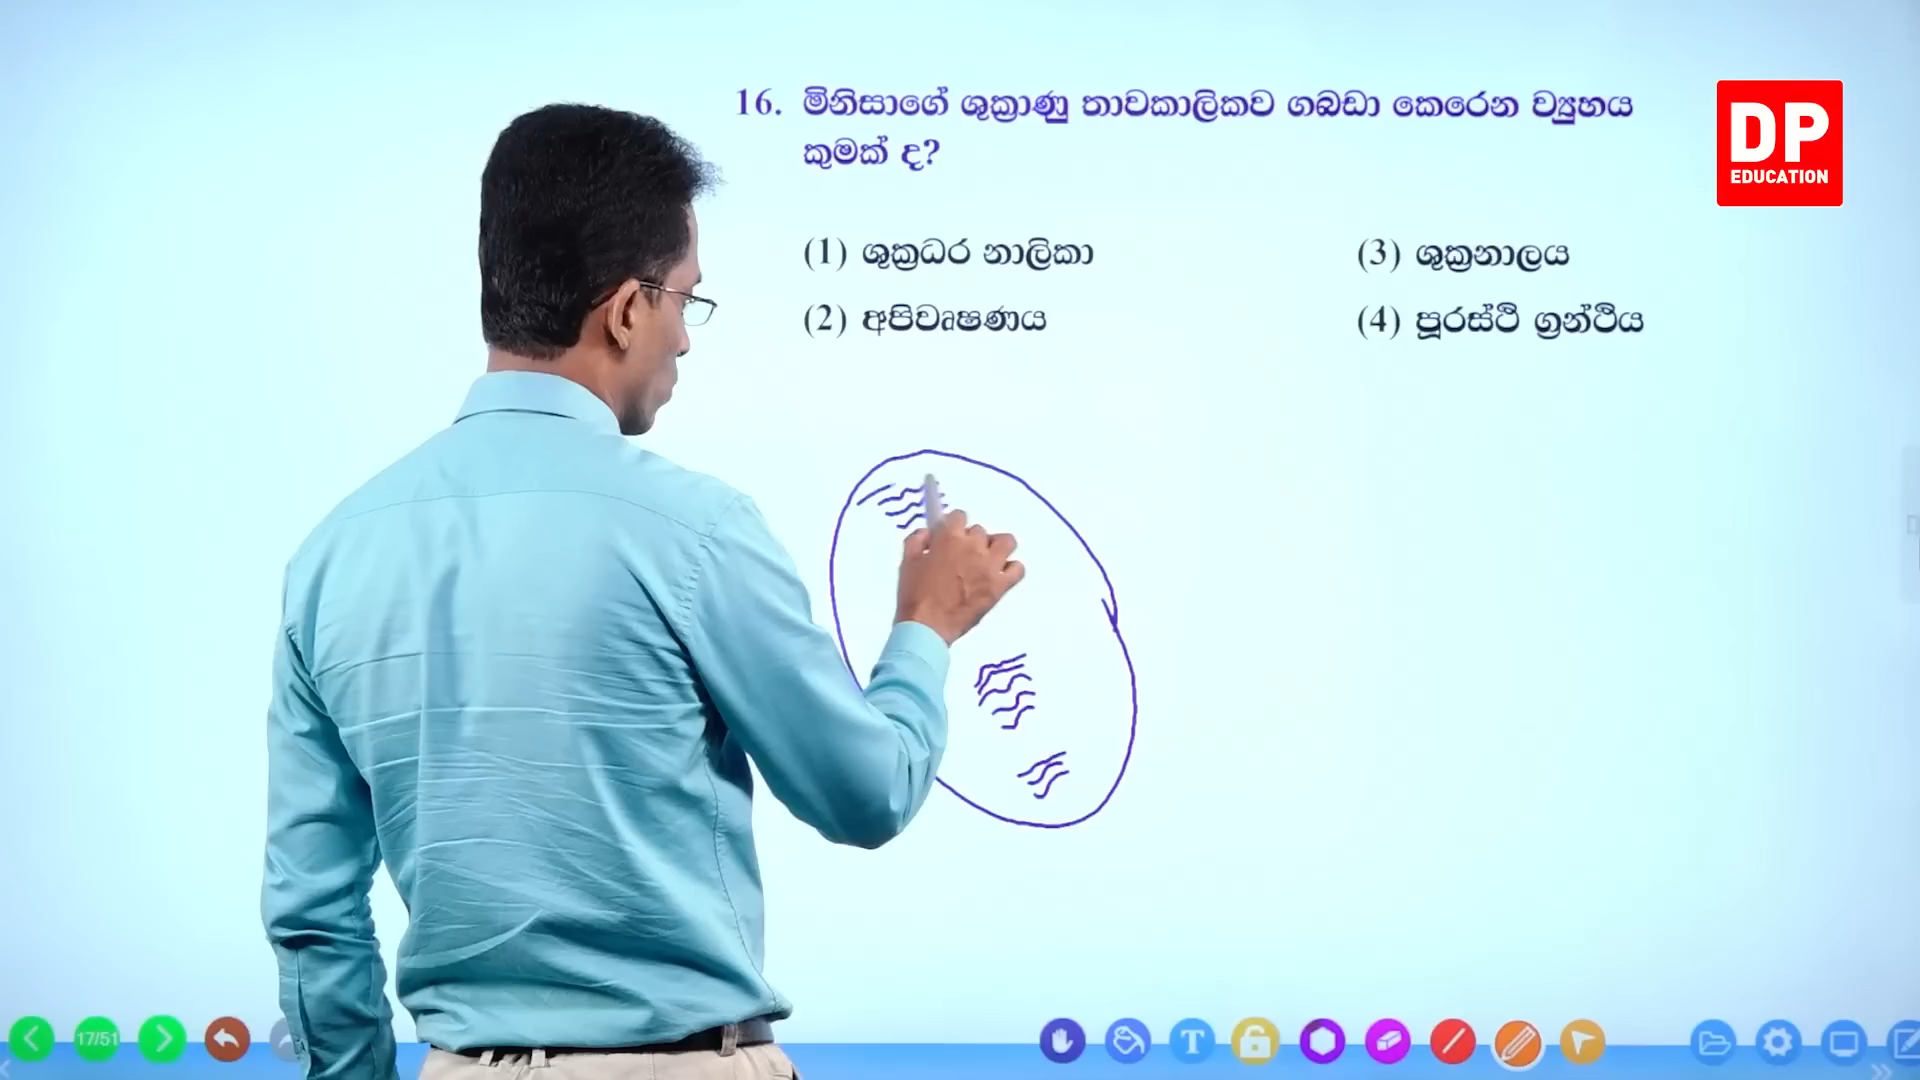 16. මිනිසාගේ ශුක්‍රාණු තාවකාලිකව ගබඩා කෙරෙන ව්‍යුහය
කුමක් ද?
DP
EDUCATION
(1) ශුක්‍රධර නාලිකා
(3) ශුක්‍රනාලය
(2) අපිවෘෂණය
(4) පූරස්ථි ග්‍රන්ථිය
17/51
T